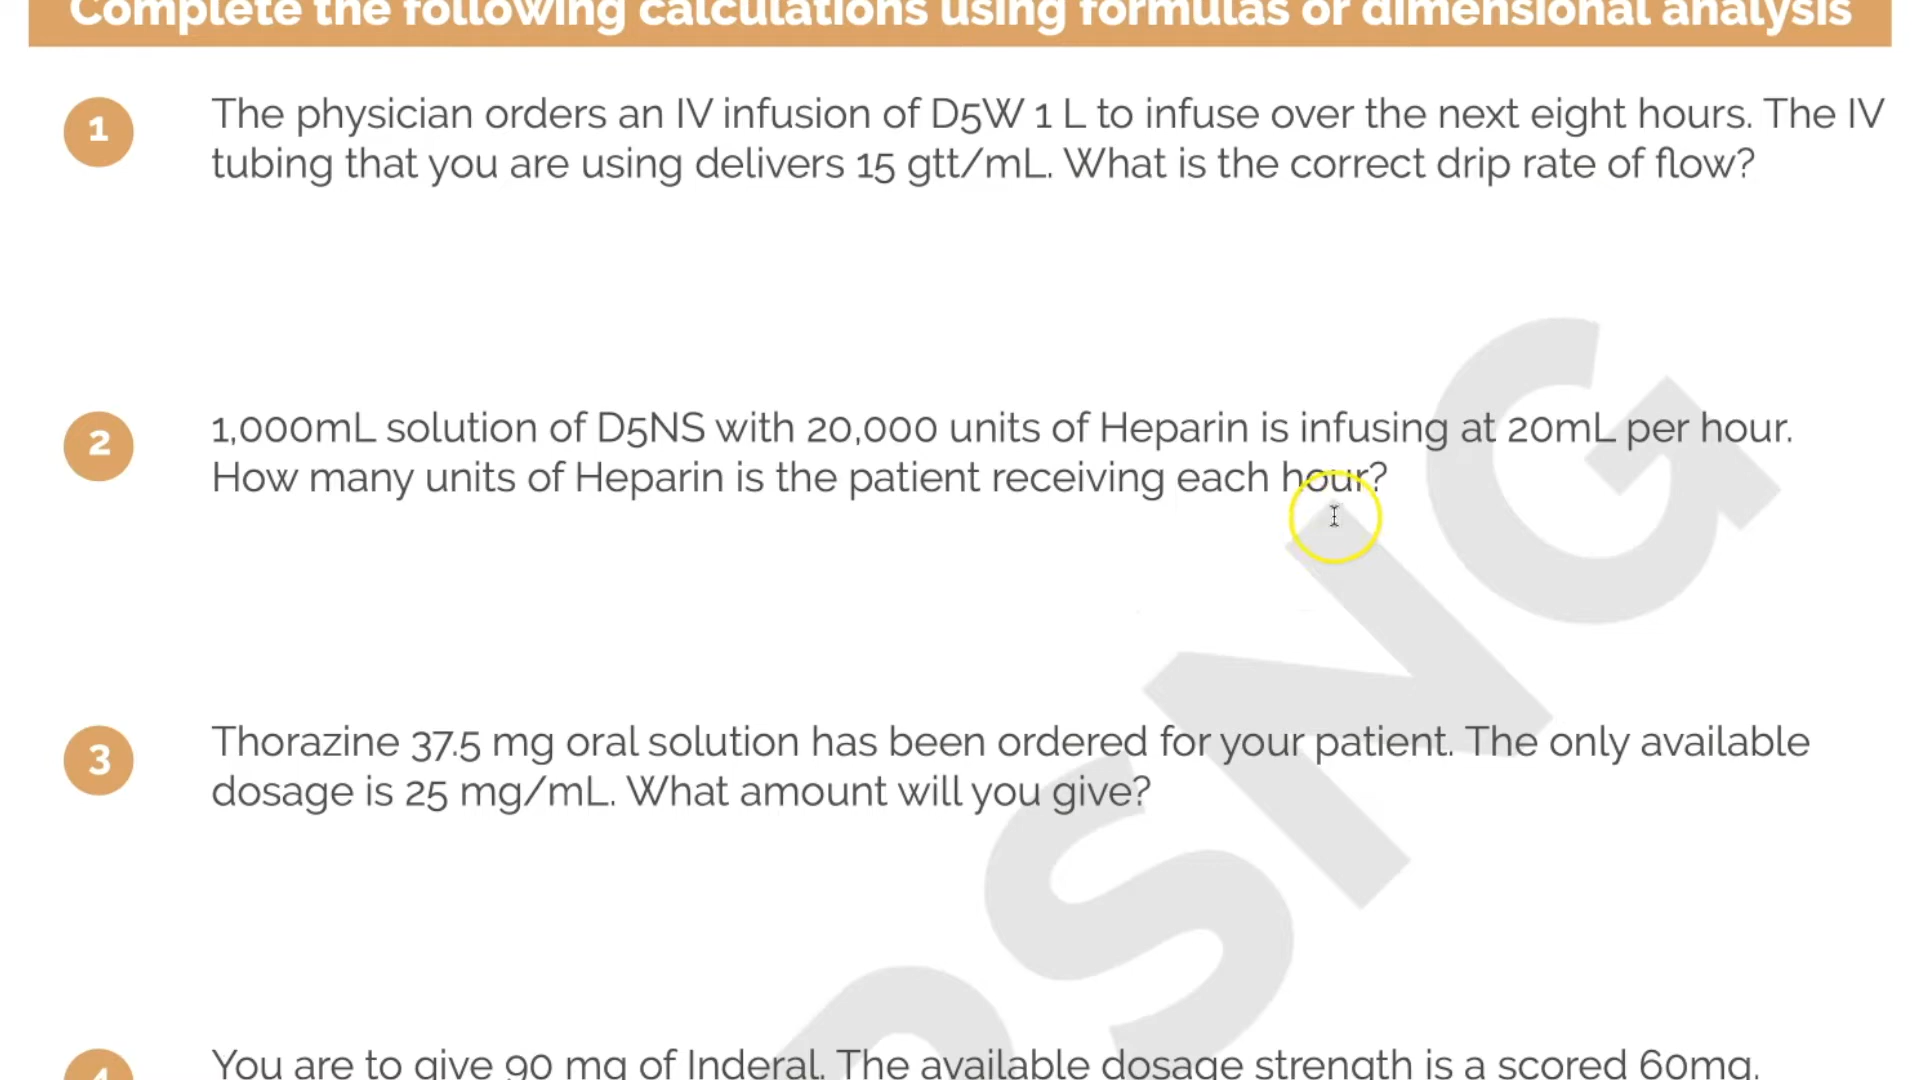 Complete the following calculations using formulas or dimensional analysis
1
The physician orders an IV infusion of D5W 1 L to infuse over the next eight hours. The IV
tubing that you are using delivers 15 gtt/mL. What is the correct drip rate of flow?
2
1,000mL solution of D5NS with 20,000 units of Heparin is infusing at 20mL per hour.
How many units of Heparin is the patient receiving each hour?
3
Thorazine 37.5 mg oral solution has been ordered for your patient. The only available
dosage is 25 mg/mL. What amount will you give?
4
You are to give 90 mg of Inderal. The available dosage strength is a scored 60mg.
PSNG